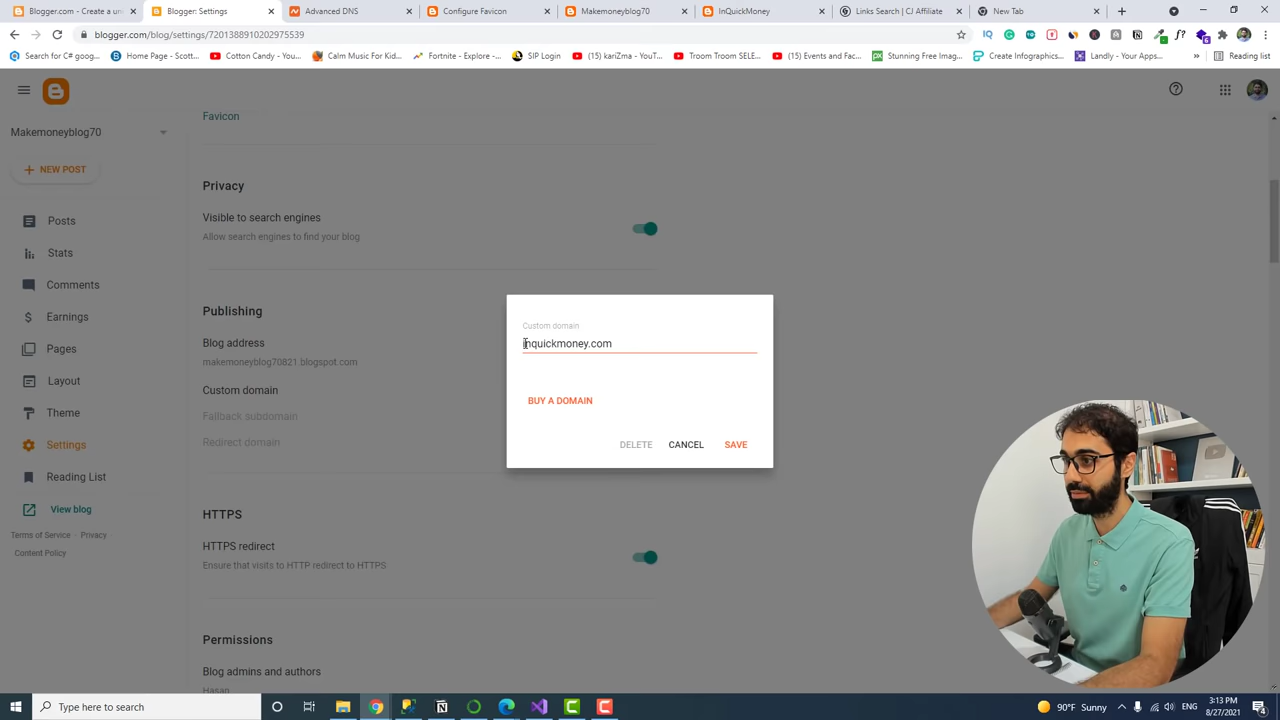 Blogger.com - Create a uni
Blogger: Settings
Advanced DNS
Configure Favicon
Makemoneyblog70
InQuickMoney
Links Search | CJ Affiliate
New Tab
blogger.com/blog/settings/7201388910202975539
Search for C# goog...
Home Page - Scott...
Cotton Candy - You...
Calm Music For Kid...
Fortnite - Explore -...
SIP Login
(15) kariZma - YouT...
Troom Troom SELE...
(15) Events and Fac...
Stunning Free Imag...
Create Infographics...
Landly - Your Apps...
»
Reading list
Makemoneyblog70
NEW POST
Posts
Stats
Comments
Earnings
Pages
Layout
Theme
Settings
Reading List
View blog
Terms of Service · Privacy
Content Policy
Favicon
Privacy
Visible to search engines
Allow search engines to find your blog
Publishing
Blog address
makemoneyblog70821.blogspot.com
Custom domain
Fallback subdomain
Redirect domain
HTTPS
HTTPS redirect
Ensure that visits to HTTP redirect to HTTPS
Permissions
Blog admins and authors
Hasan
Custom domain
inquickmoney.com
BUY A DOMAIN
DELETE
CANCEL
SAVE
Type here to search
90°F Sunny
ENG
3:13 PM
8/27/2021